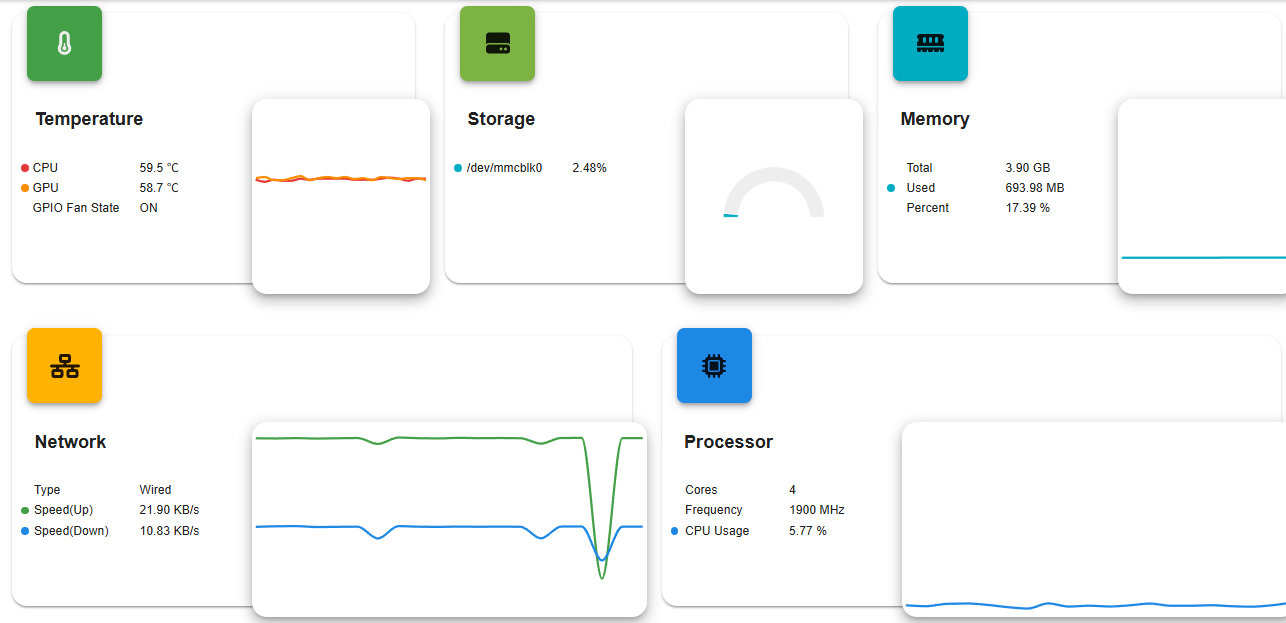 Temperature
CPU 59.5 °C
GPU 58.7 °C
GPIO Fan State ON
Storage
/dev/mmcblk0 2.48%
Memory
Total 3.90 GB
Used 693.98 MB
Percent 17.39 %
Network
Type Wired
Speed(Up) 21.90 KB/s
Speed(Down) 10.83 KB/s
Processor
Cores 4
Frequency 1900 MHz
CPU Usage 5.77 %